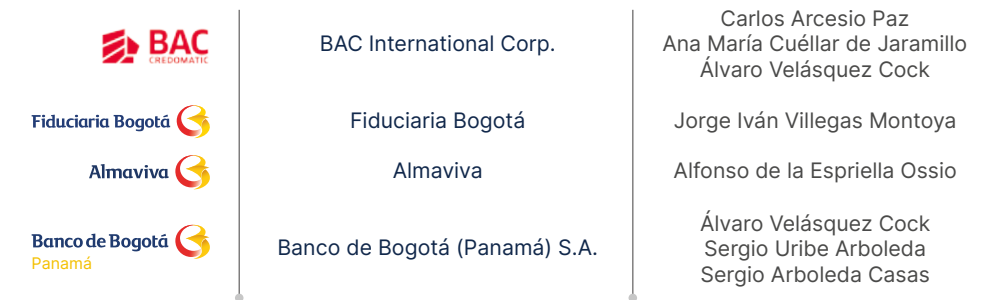 BAC
CREDOMATIC
BAC International Corp.
Carlos Arcesio Paz
Ana María Cuéllar de Jaramillo
Álvaro Velásquez Cock
Fiduciaria Bogotá
Fiduciaria Bogotá
Jorge Iván Villegas Montoya
Almaviva
Almaviva
Alfonso de la Espriella Ossio
Banco de Bogotá
Panamá
Banco de Bogotá (Panamá) S.A.
Álvaro Velásquez Cock
Sergio Uribe Arboleda
Sergio Arboleda Casas